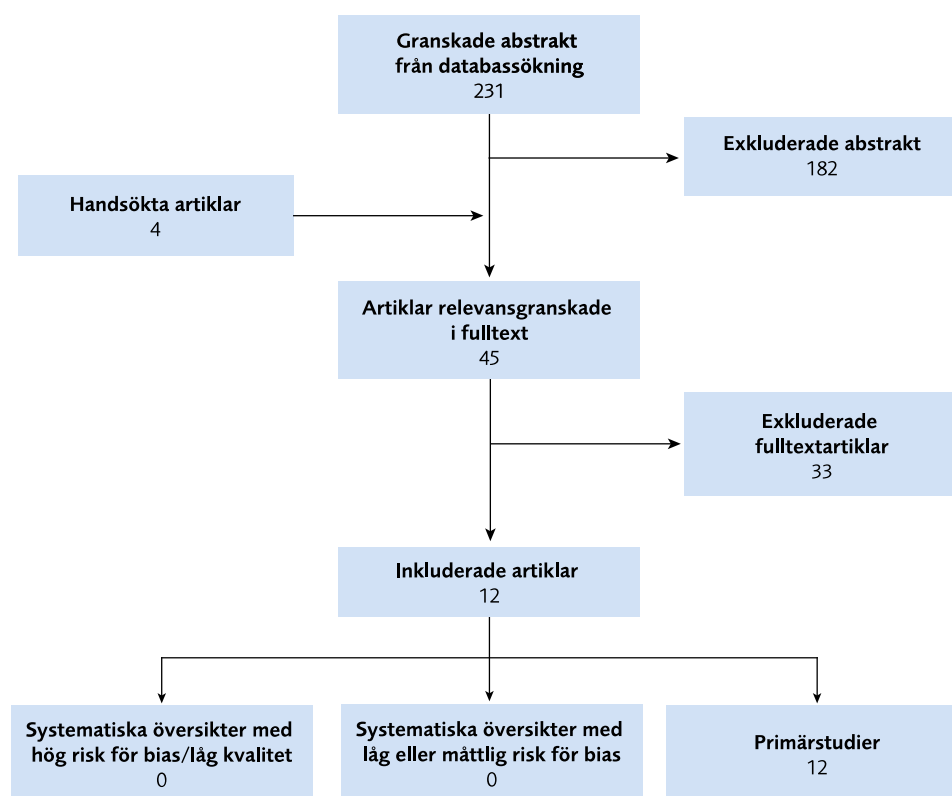 Granskade abstrakt
från databassökning
231
Exkluderade abstrakt
182
Handsökta artiklar
4
Artiklar relevansgranskade
i fulltext
45
Exkluderade
fulltextartiklar
33
Inkluderade artiklar
12
Systematiska översikter med
hög risk för bias/låg kvalitet
0
Systematiska översikter med
låg eller måttlig risk för bias
0
Primärstudier
12